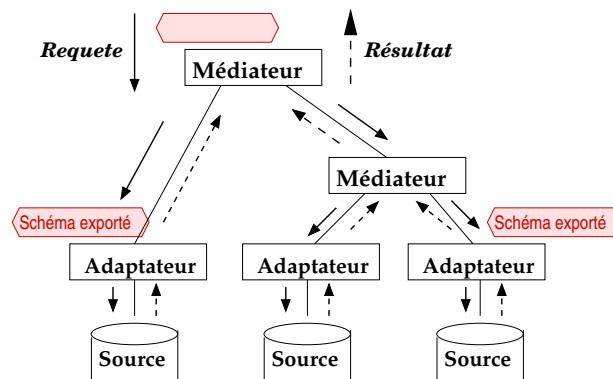 Requete
Résultat
Médiateur
Médiateur
Schéma exporté
Schéma exporté
Adaptateur
Adaptateur
Adaptateur
Source
Source
Source